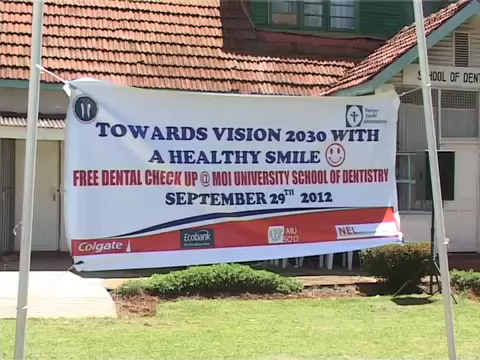 SCHOOL OF DENT
TOWARDS VISION 2030 WITH
A HEALTHY SMILE
FREE DENTAL CHECK UP @ MOI UNIVERSITY SCHOOL OF DENTISTRY
SEPTEMBER 29TH 2012
Colgate
Ecobank
MU